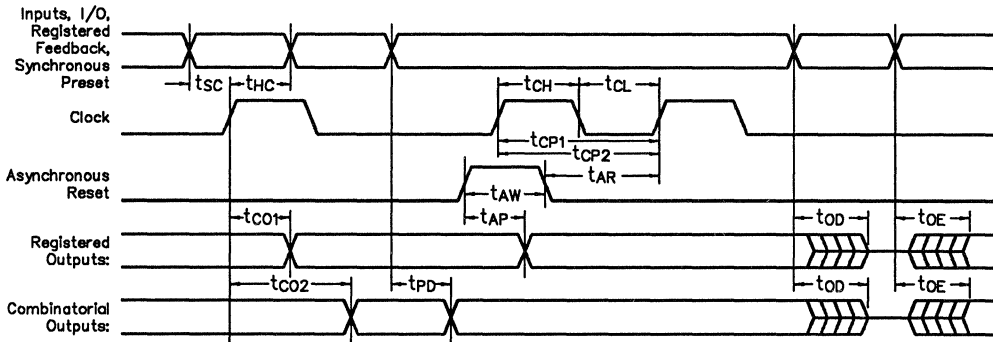 Inputs, I/O,
Registered
Feedback,
Synchronous
Preset
tSC
tHC
tCH
tCL
Clock
tCP1
tCP2
tAR
Asynchronous
Reset
tAW
tCO1
tAP
tOD
tOE
Registered
Outputs:
tCO2
tPD
tOD
tOE
Combinatorial
Outputs: